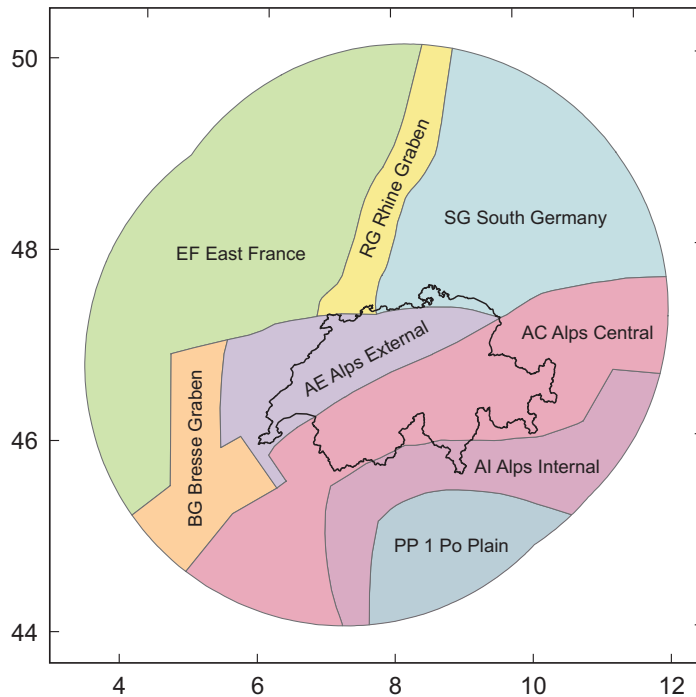 50
48
46
44
EF East France
RG Rhine Graben
SG South Germany
AE Alps External
AC Alps Central
BG Bresse Graben
AI Alps Internal
PP 1 Po Plain
4
6
8
10
12